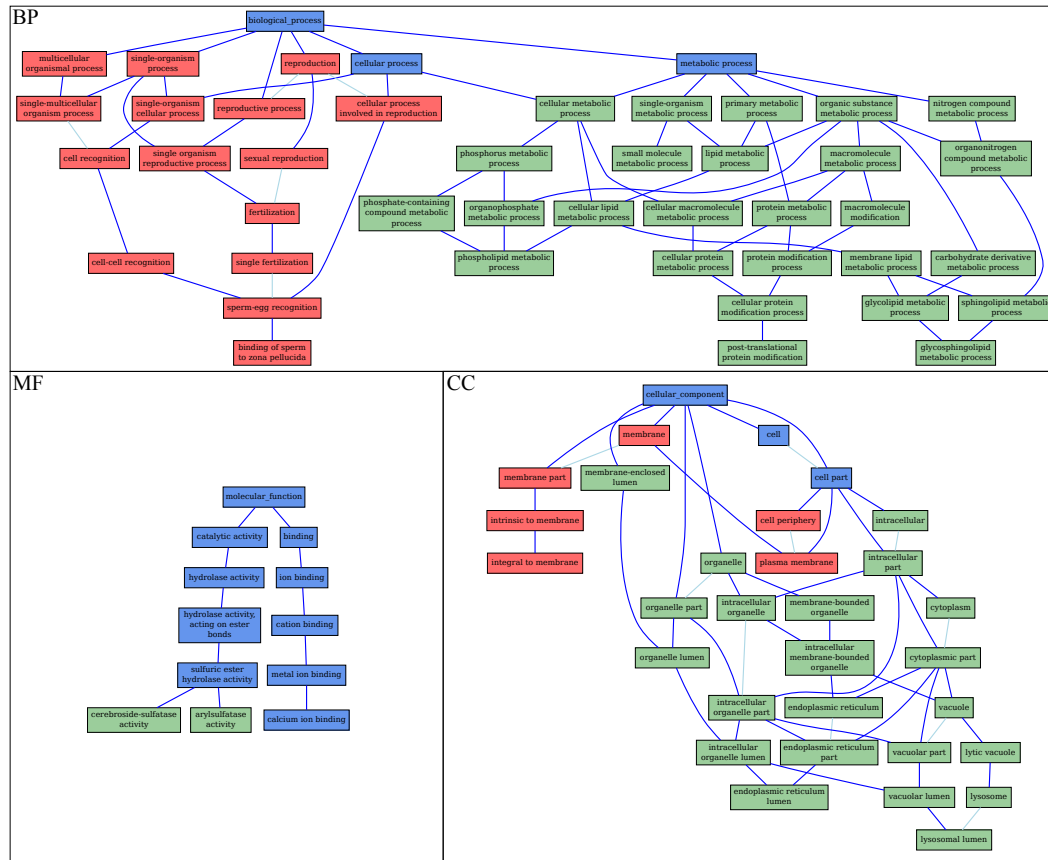 BP
biological_process
multicellular
organismal process
single-organism
process
reproduction
cellular process
metabolic process
single-multicellular
organism process
single-organism
cellular process
reproductive process
cellular process
involved in reproduction
cellular metabolic
process
single-organism
metabolic process
primary metabolic
process
organic substance
metabolic process
nitrogen compound
metabolic process
cell recognition
single organism
reproductive process
sexual reproduction
phosphorus metabolic
process
small molecule
metabolic process
lipid metabolic
process
macromolecule
metabolic process
organonitrogen
compound metabolic
process
phosphate-containing
compound metabolic
process
organophosphate
metabolic process
cellular lipid
metabolic process
cellular macromolecule
metabolic process
protein metabolic
process
macromolecule
modification
fertilization
cell-cell recognition
single fertilization
phospholipid metabolic
process
cellular protein
metabolic process
protein modification
process
membrane lipid
metabolic process
carbohydrate derivative
metabolic process
sperm-egg recognition
cellular protein
modification process
glycolipid metabolic
process
sphingolipid metabolic
process
binding of sperm
to zona pellucida
post-translational
protein modification
glycosphingolipid
metabolic process
MF
molecular_function
catalytic activity
binding
hydrolase activity
ion binding
hydrolase activity,
acting on ester
bonds
cation binding
sulfuric ester
hydrolase activity
metal ion binding
cerebroside-sulfatase
activity
arylsulfatase
activity
calcium ion binding
CC
cellular_component
membrane
cell
membrane part
membrane-enclosed
lumen
cell part
intrinsic to membrane
cell periphery
intracellular
integral to membrane
organelle
plasma membrane
intracellular
part
organelle part
intracellular
organelle
membrane-bounded
organelle
cytoplasm
organelle lumen
intracellular
membrane-bounded
organelle
cytoplasmic part
intracellular
organelle part
endoplasmic reticulum
vacuole
intracellular
organelle lumen
endoplasmic reticulum
part
vacuolar part
lytic vacuole
endoplasmic reticulum
lumen
vacuolar lumen
lysosome
lysosomal lumen